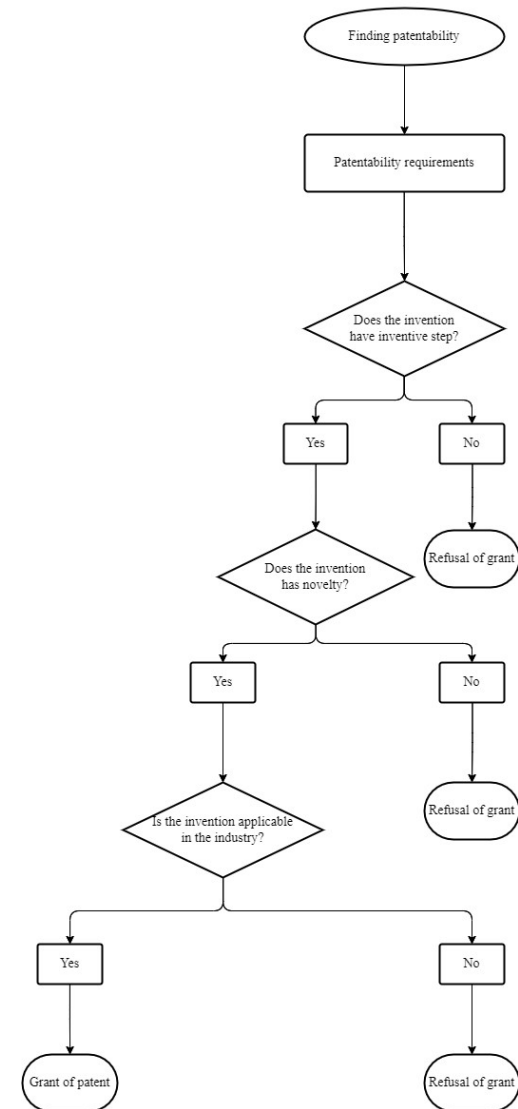 Finding patentability
Patentability requirements
Does the invention
have inventive step?
Yes
No
Refusal of grant
Does the invention
has novelty?
Yes
No
Refusal of grant
Is the invention applicable
in the industry?
Yes
No
Grant of patent
Refusal of grant